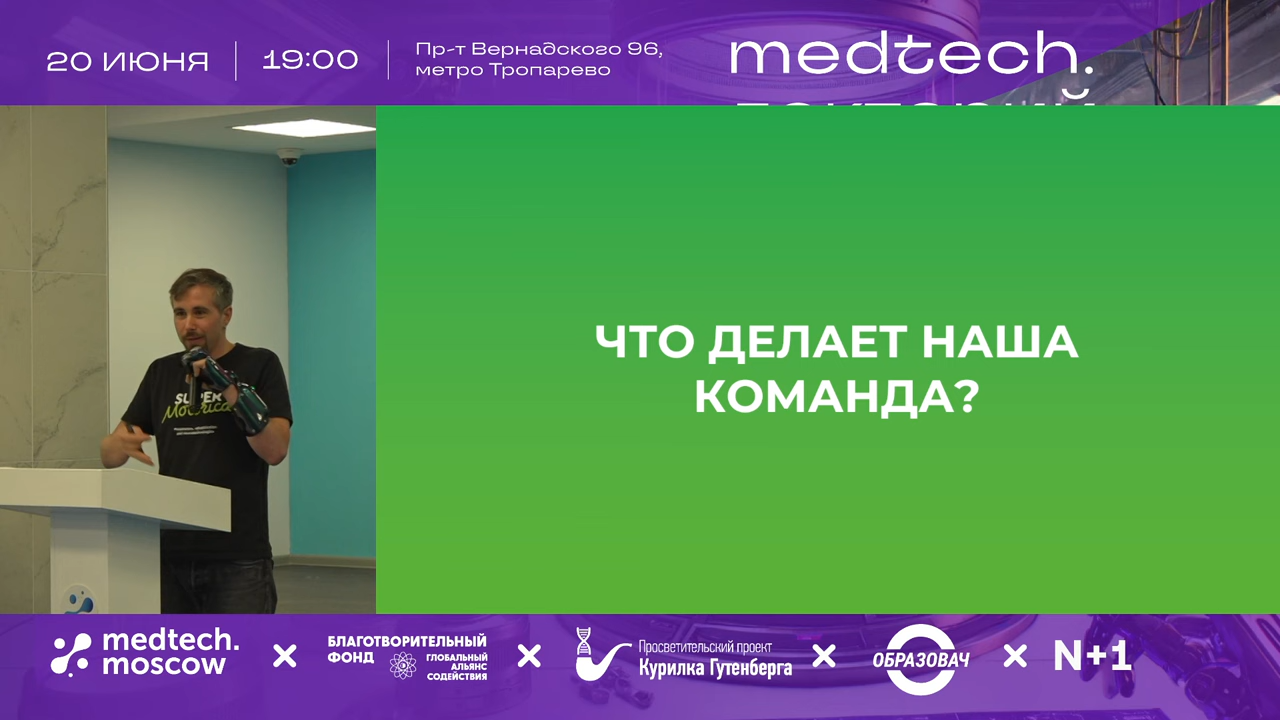 20 ИЮНЯ
19:00
Пр-т Вернадского 96,
метро Тропарево
medtech.
ЧТО ДЕЛАЕТ НАША
КОМАНДА?
SUPER
Motorica
medtech.
moscow
БЛАГОТВОРИТЕЛЬНЫЙ
ФОНД
ГЛОБАЛЬНЫЙ
АЛЬЯНС
СОДЕЙСТВИЯ
Просветительский проект
Курилка Гутенберга
ОБРАЗОВАЧ
N+1